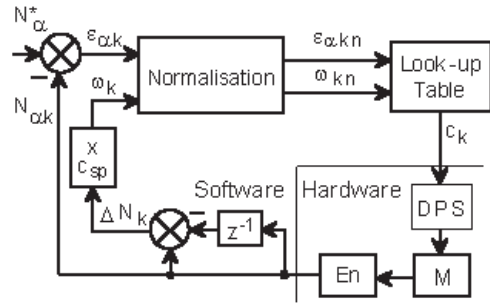 N*α
εαk
εαkn
Normalisation
Look-up
Table
ωk
ωkn
Nαk
ck
x
csp
Software
Hardware
ΔNk
z-1
DPS
En
M